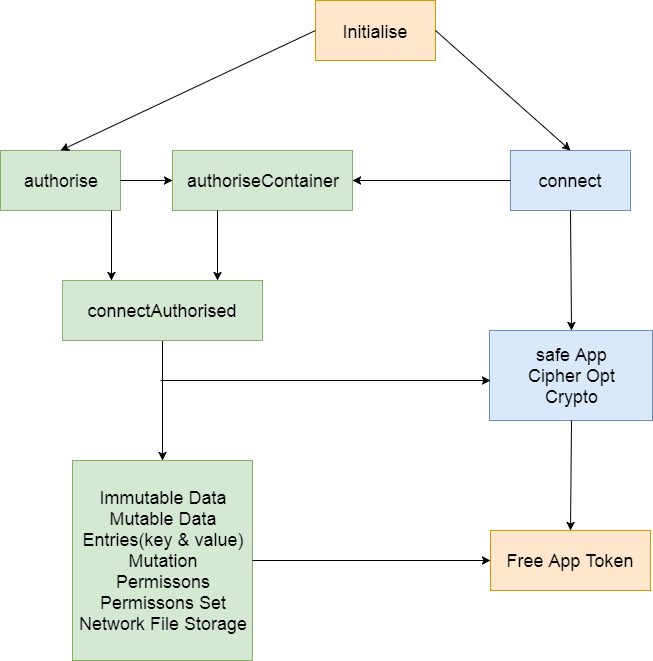 Initialise
authorise
authoriseContainer
connect
connectAuthorised
safe App
Cipher Opt
Crypto
Immutable Data
Mutable Data
Entries(key & value)
Mutation
Permissons
Permissons Set
Network File Storage
Free App Token